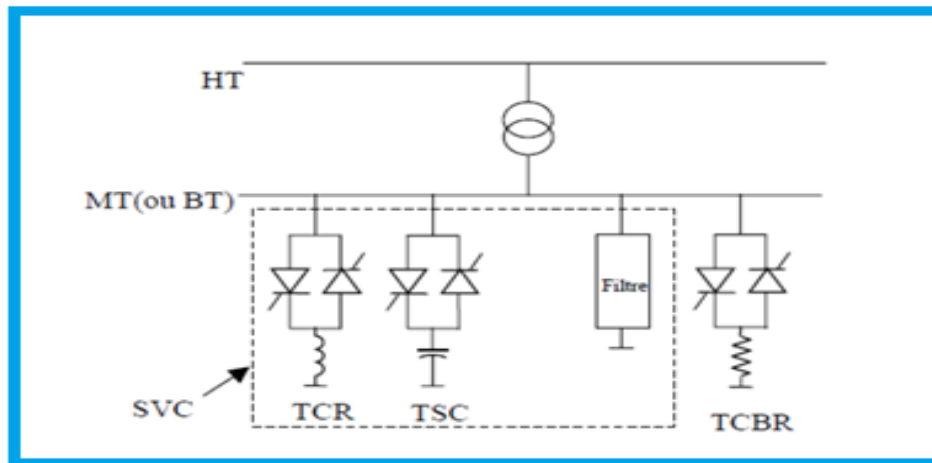 HT
MT(ou BT)
Filtre
SVC
TCR
TSC
TCBR